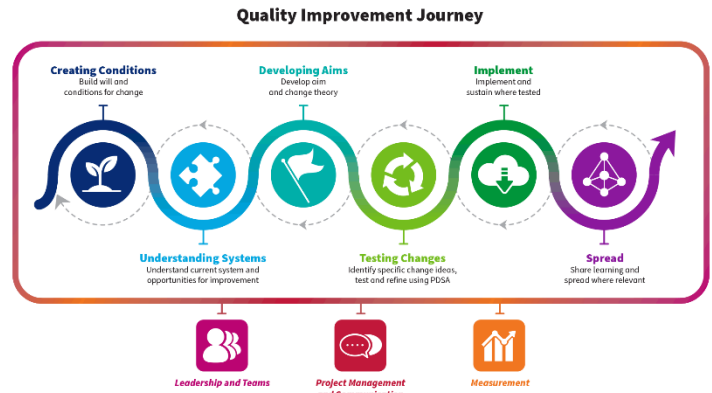 Quality Improvement Journey
Creating Conditions
Build will and
conditions for change
Developing Aims
Develop aim
and change theory
Implement
Implement and
sustain where tested
Understanding Systems
Understand current system and
opportunities for improvement
Testing Changes
Identify specific change ideas,
test and refine using PDSA
Spread
Share learning and
spread where relevant
Leadership and Teams
Project Management
Measurement